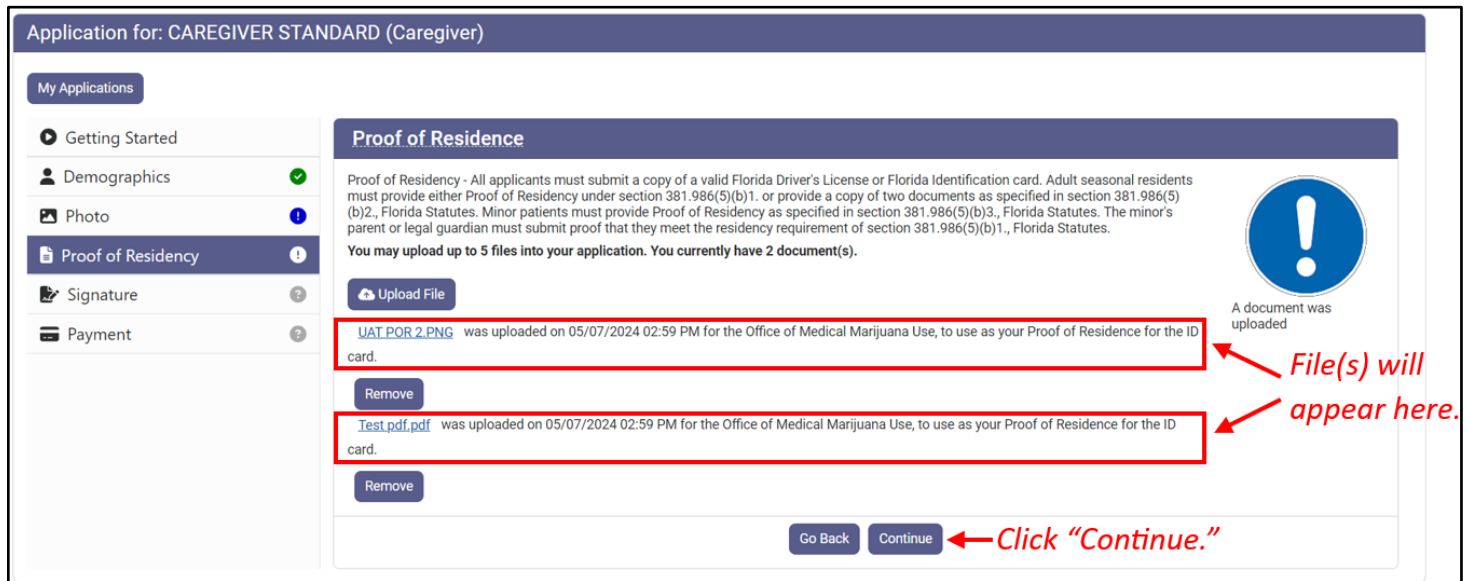 Application for: CAREGIVER STANDARD (Caregiver)
My Applications
Getting Started
Demographics
Photo
Proof of Residency
Signature
Payment
Proof of Residence
Proof of Residency - All applicants must submit a copy of a valid Florida Driver's License or Florida Identification card. Adult seasonal residents
must provide either Proof of Residency under section 381.986(5)(b)1. or provide a copy of two documents as specified in section 381.986(5)
(b)2., Florida Statutes. Minor patients must provide Proof of Residency as specified in section 381.986(5)(b)3., Florida Statutes. The minor's
parent or legal guardian must submit proof that they meet the residency requirement of section 381.986(5)(b)1., Florida Statutes.
You may upload up to 5 files into your application. You currently have 2 document(s).
A document was
uploaded
Upload File
UAT POR 2.PNG was uploaded on 05/07/2024 02:59 PM for the Office of Medical Marijuana Use, to use as your Proof of Residence for the ID
card.
Remove
Test pdf.pdf was uploaded on 05/07/2024 02:59 PM for the Office of Medical Marijuana Use, to use as your Proof of Residence for the ID
card.
Remove
File(s) will
appear here.
Go Back
Continue
Click “Continue.”